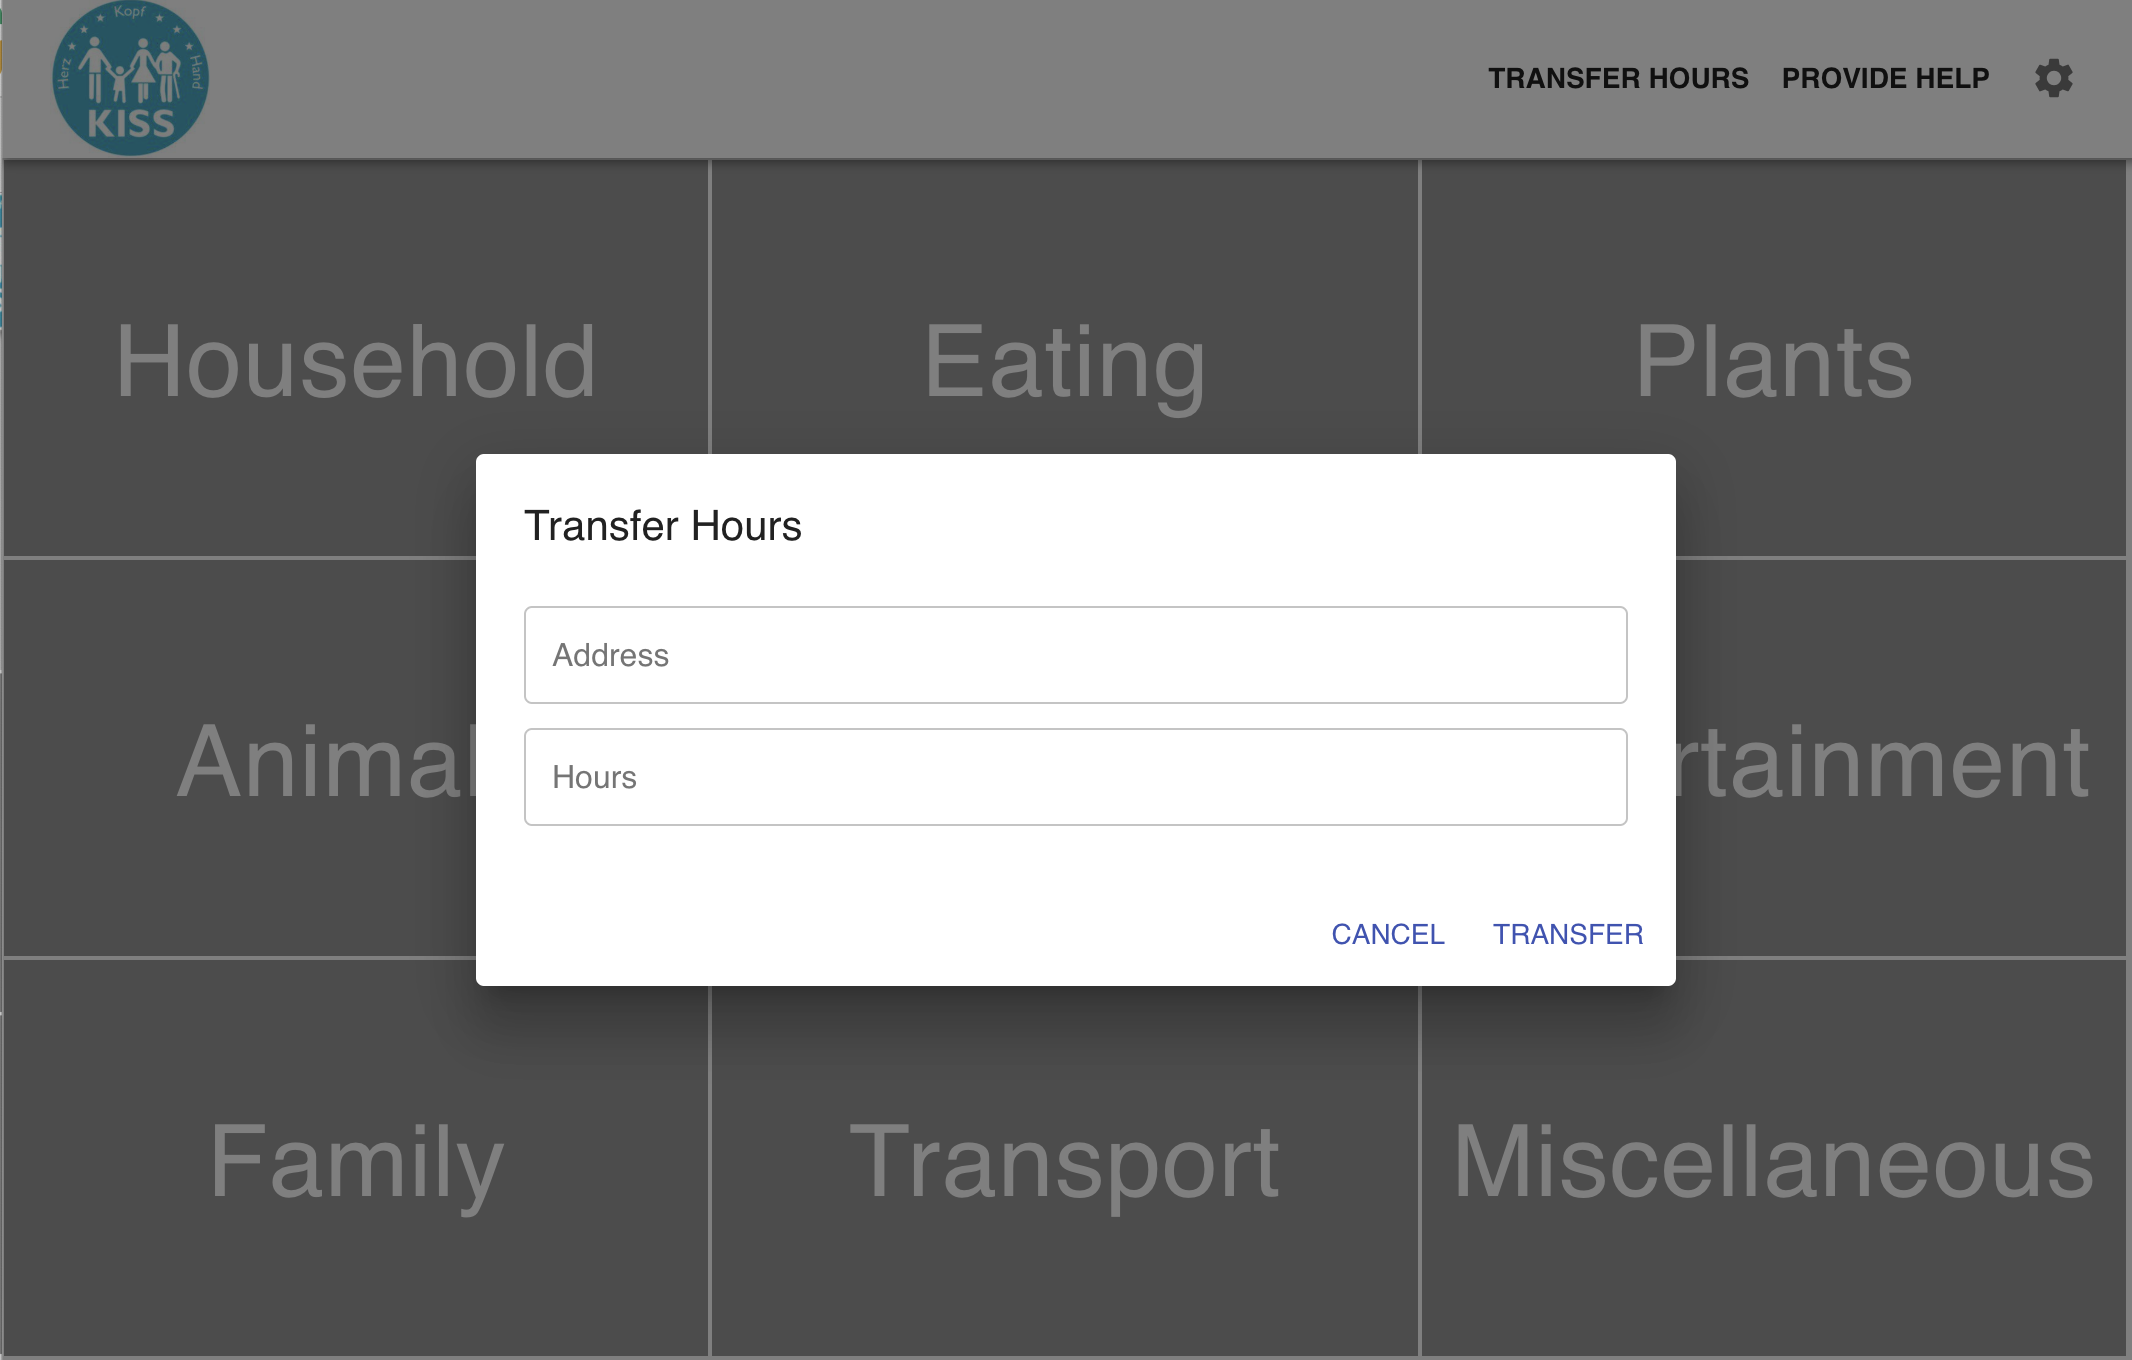 Kopf
Herz
Hand
KISS
TRANSFER HOURS
PROVIDE HELP
Household
Eating
Plants
Transfer Hours
Address
Animal
rtainment
Hours
CANCEL
TRANSFER
Family
Transport
Miscellaneous